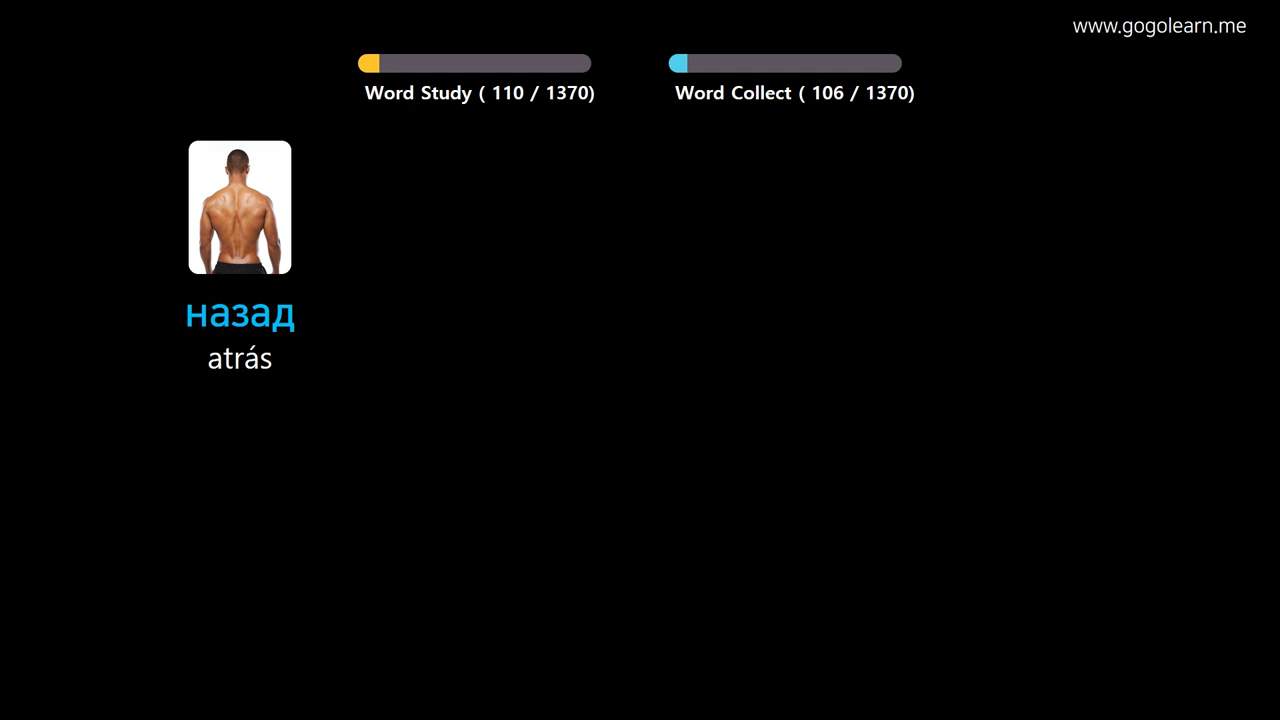 www.gogolearn.me
Word Study ( 110 / 1370)
Word Collect ( 106 / 1370)
назад
atrás